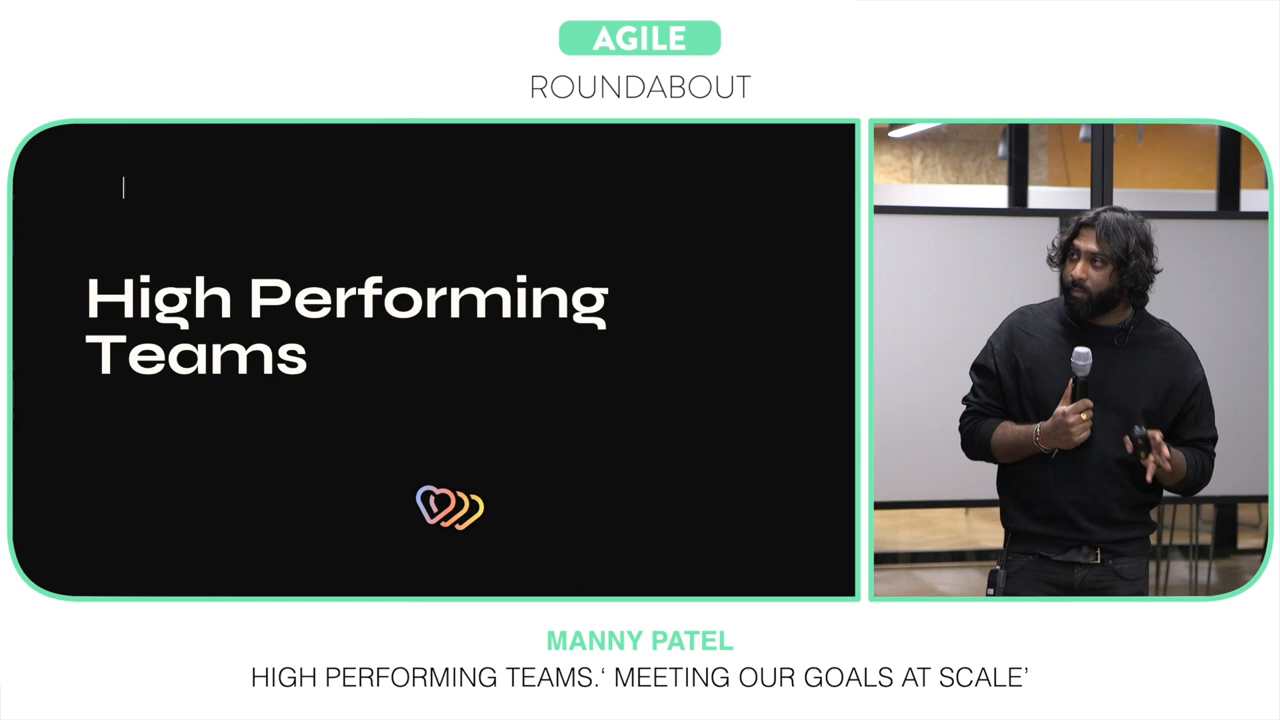 AGILE
ROUNDABOUT
High Performing
Teams
MANNY PATEL
HIGH PERFORMING TEAMS.‘ MEETING OUR GOALS AT SCALE’